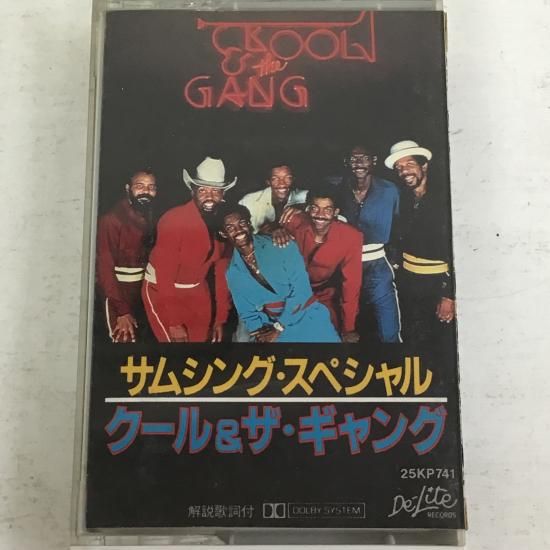 KOOL
& the
GANG
サムシング・スペシャル
クール&ザ・ギャング
25KP741
解説歌詞付 DOLBY SYSTEM
De-Lite
RECORDS